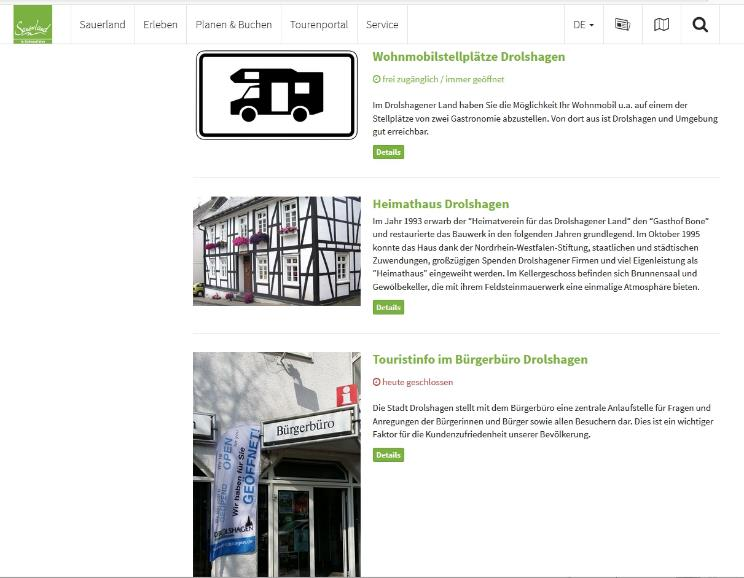 Sauerland
Sauerland Erleben Planen & Buchen Tourenportal Service DE
Wohnmobilstellplätze Drolshagen
frei zugänglich / immer geöffnet
Im Drolshagener Land haben Sie die Möglichkeit Ihr Wohnmobil u.a. auf einem der
Stellplätze von zwei Gastronomie abzustellen. Von dort aus ist Drolshagen und Umgebung
gut erreichbar.
Details
Heimathaus Drolshagen
Im Jahr 1993 erwarb der "Heimatverein für das Drolshagener Land" den "Gasthof Bone"
und restaurierte das Bauwerk in den folgenden Jahren grundlegend. Im Oktober 1995
konnte das Haus dank der Nordrhein-Westfalen-Stiftung, staatlichen und städtischen
Zuwendungen, großzügigen Spenden Drolshagener Firmen und viel Eigenleistung als
"Heimathaus" eingeweiht werden. Im Kellergeschoss befinden sich Brunnensaal und
Gewölbekeller, die mit ihrem Feldsteinmauerwerk eine einmalige Atmosphäre bieten.
Details
Touristinfo im Bürgerbüro Drolshagen
heute geschlossen
Die Stadt Drolshagen stellt mit dem Bürgerbüro eine zentrale Anlaufstelle für Fragen und
Anregungen der Bürgerinnen und Bürger sowie allen Besuchern dar. Dies ist ein wichtiger
Faktor für die Kundenzufriedenheit unserer Bevölkerung.
Details
i
Bürgerbüro
OPEN
Wir haben für Sie
GEÖFFNET!
DROLSHAGEN